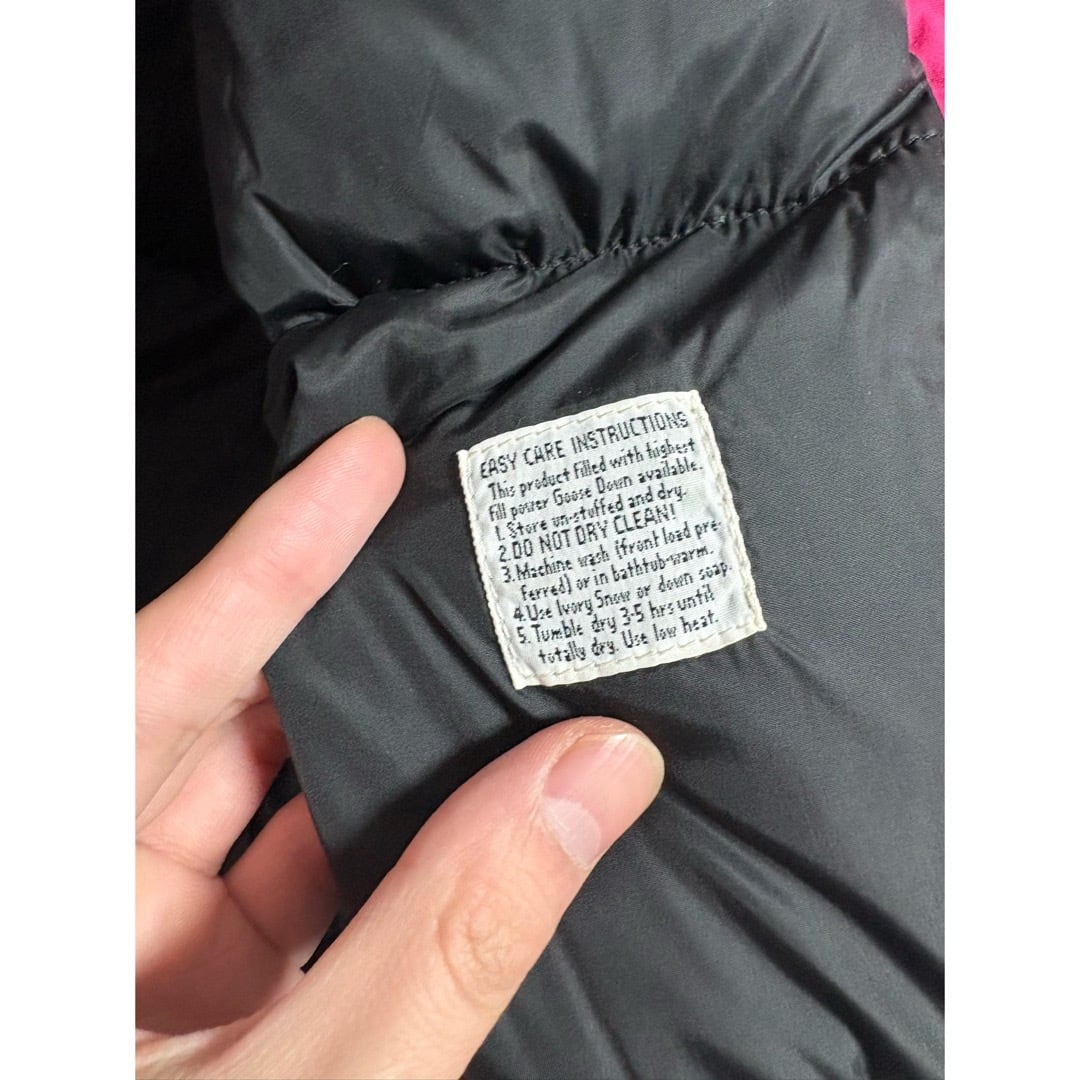 EASY CARE INSTRUCTIONS
This product filled with highest
fill power Goose Down available.
1. Store un-stuffed and dry.
2. DO NOT DRY CLEAN!
3. Machine wash (front load pre-
ferred) or in bathtub-warm.
4. Use Ivory Snow or down soap.
5. Tumble dry 3-5 hrs until
totally dry. Use low heat.